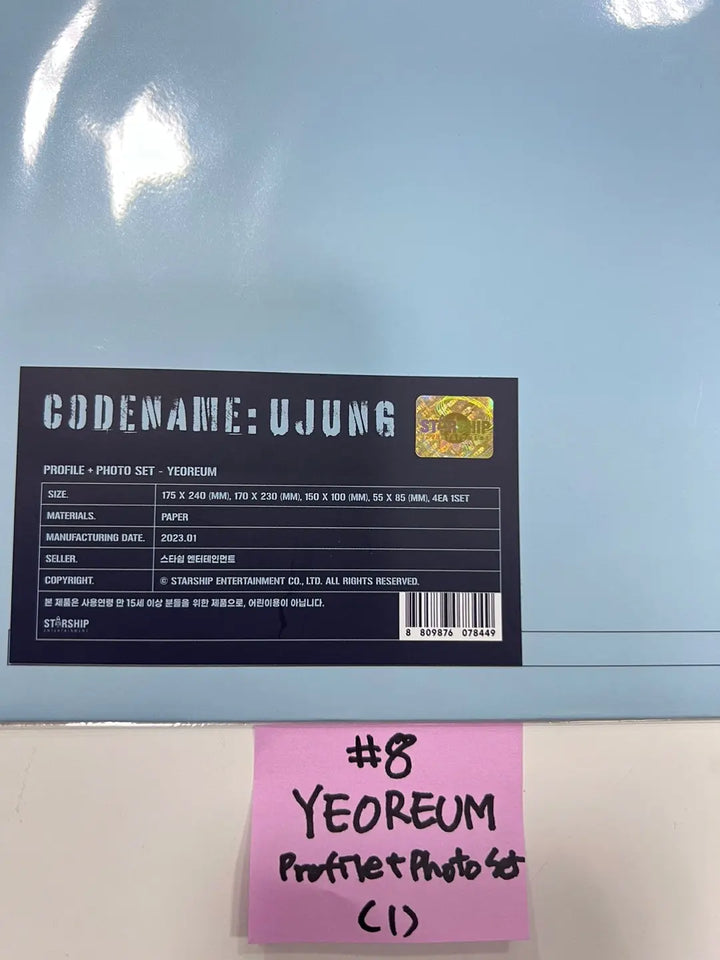 CODENAME: UJUNG
STARSHIP
PROFILE + PHOTO SET - YEOREUM
SIZE. 175 X 240 (MM), 170 X 230 (MM), 150 X 100 (MM), 55 X 85 (MM), 4EA 1SET
MATERIALS. PAPER
MANUFACTURING DATE. 2023.01
SELLER. 스타쉽 엔터테인먼트
COPYRIGHT. © STARSHIP ENTERTAINMENT CO., LTD. ALL RIGHTS RESERVED.
본 제품은 사용연령 만 15세 이상 분들을 위한 제품으로, 어린이용이 아닙니다.
STARSHIP
ENTERTAINMENT
8 809876 078449
#8
YEOREUM
Profile + Photo Set
(1)